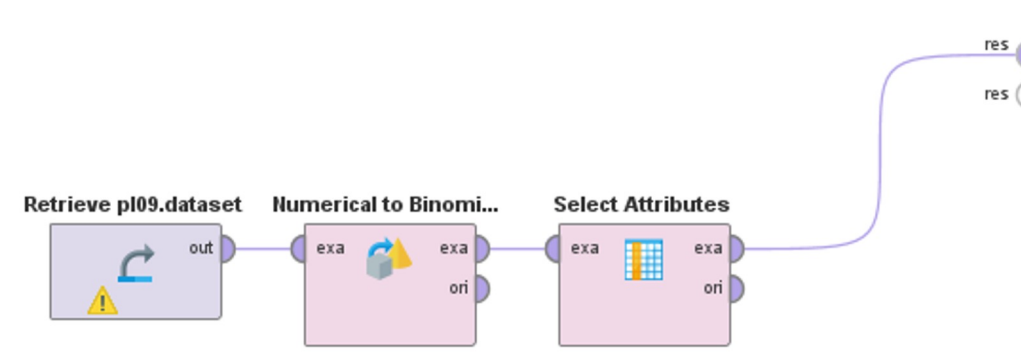 res
res
Retrieve pl09.dataset
Numerical to Binomi...
Select Attributes
out
exa
exa
ori
exa
exa
ori